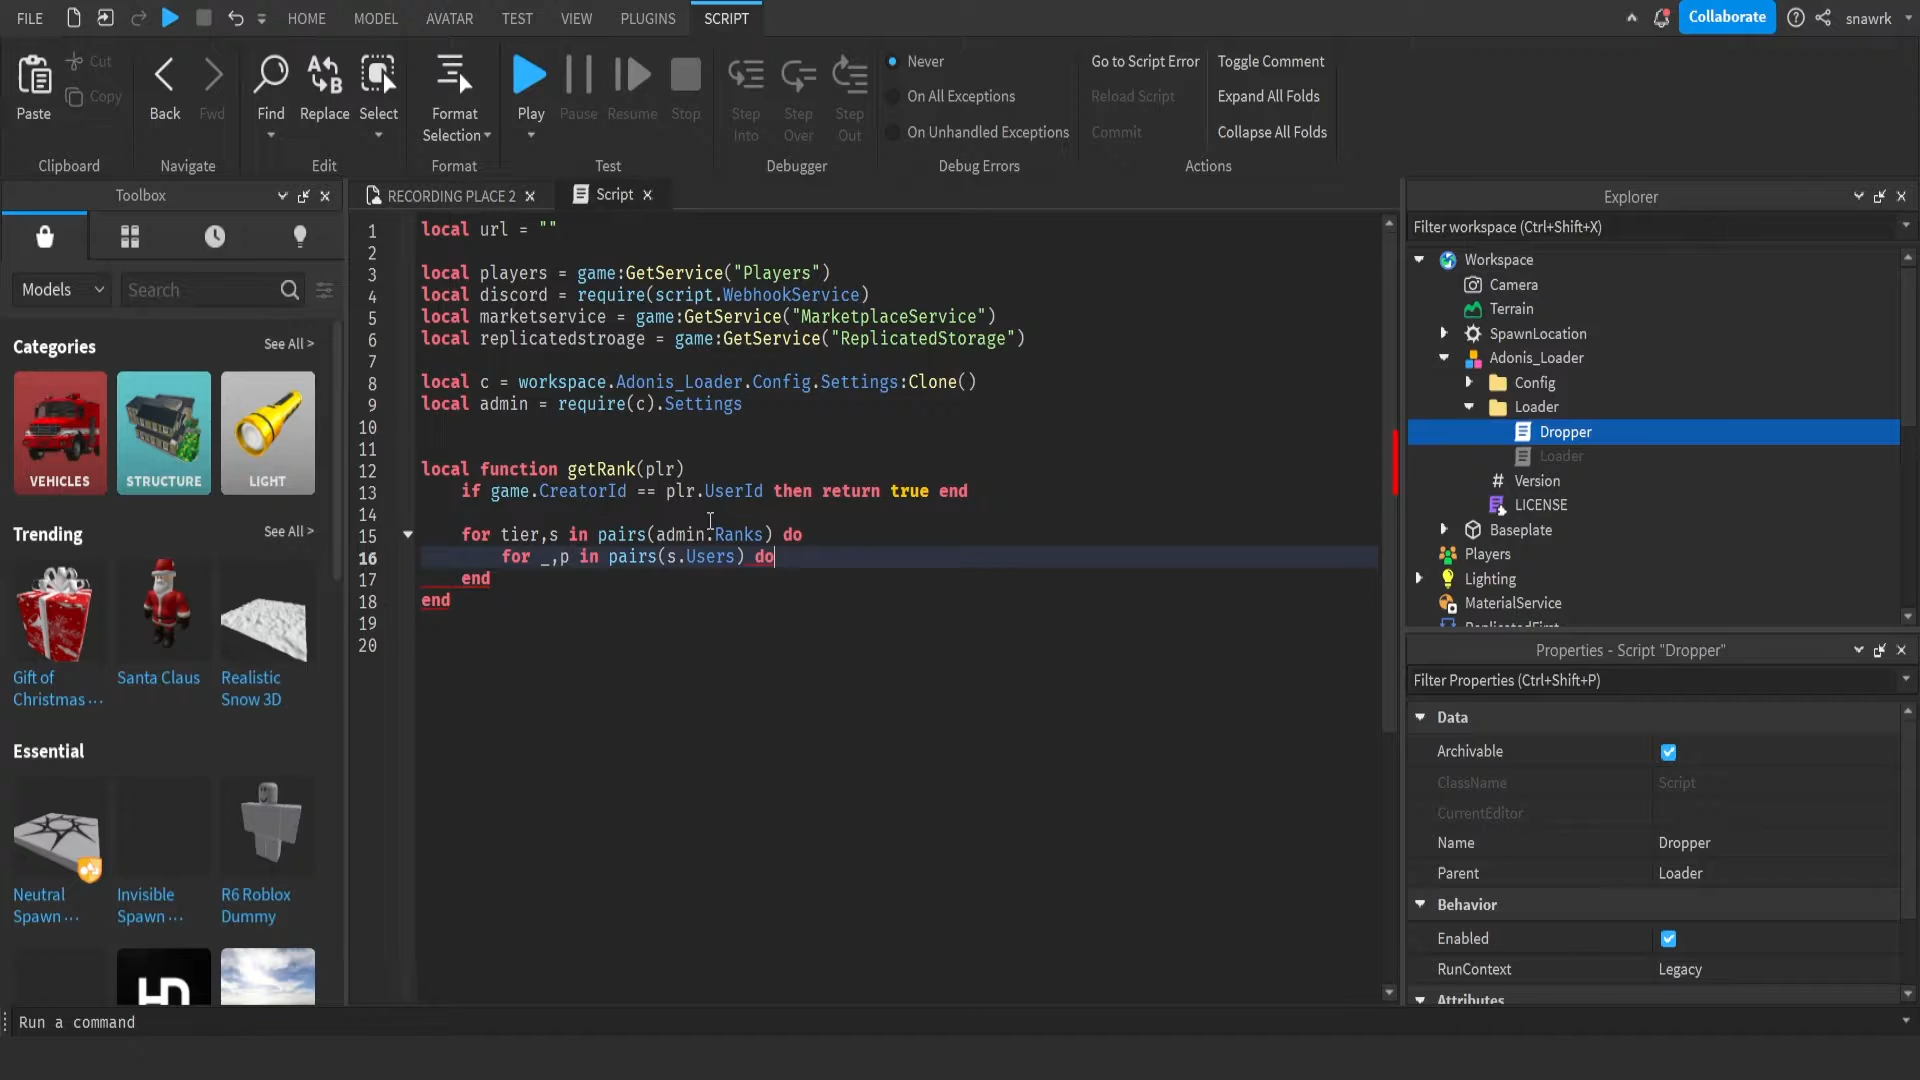 FILE HOME MODEL AVATAR TEST VIEW PLUGINS SCRIPT Collaborate snawrk
Paste Cut Copy
Clipboard
Back Fwd
Navigate
Find Replace Select
Edit
Format Selection
Format
Play Pause Resume Stop
Test
Step Into Step Over Step Out
Debugger
Never
On All Exceptions
On Unhandled Exceptions
Debug Errors
Go to Script Error Toggle Comment
Reload Script Expand All Folds
Commit Collapse All Folds
Actions
Toolbox
Models Search
Categories See All >
VEHICLES STRUCTURE LIGHT
Trending See All >
Gift of Christmas ...
Santa Claus
Realistic Snow 3D
Essential
Neutral Spawn ...
Invisible Spawn ...
R6 Roblox Dummy
HD
RECORDING PLACE 2 Script
1 local url = ""
2
3 local players = game:GetService("Players")
4 local discord = require(script.WebhookService)
5 local marketservice = game:GetService("MarketplaceService")
6 local replicatedstroage = game:GetService("ReplicatedStorage")
7
8 local c = workspace.Adonis_Loader.Config.Settings:Clone()
9 local admin = require(c).Settings
10
11
12 local function getRank(plr)
13 if game.CreatorId == plr.UserId then return true end
14
15 for tier,s in pairs(admin.Ranks) do
16 for _,p in pairs(s.Users) do
17 end
18 end
19
20
Explorer
Filter workspace (Ctrl+Shift+X)
Workspace
Camera
Terrain
SpawnLocation
Adonis_Loader
Config
Loader
Dropper
Loader
# Version
LICENSE
Baseplate
Players
Lighting
MaterialService
ReplicatedFirst
Properties - Script "Dropper"
Filter Properties (Ctrl+Shift+P)
Data
Archivable
ClassName Script
CurrentEditor
Name Dropper
Parent Loader
Behavior
Enabled
RunContext Legacy
Attributes
Run a command